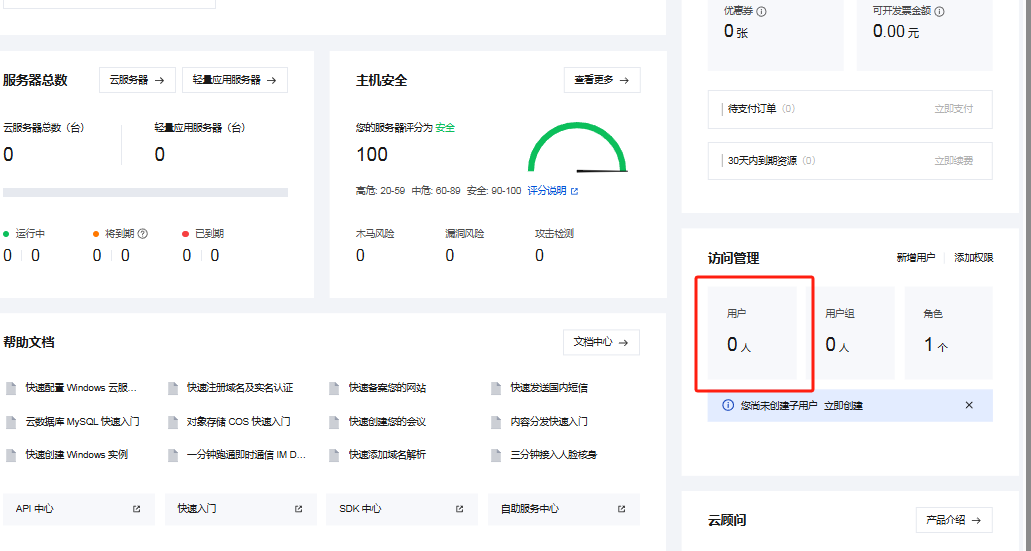 优惠券
可开发票金额
0 张
0.00 元
服务器总数
云服务器 →
轻量应用服务器 →
主机安全
查看更多 →
待支付订单 (0)
立即支付
云服务器总数（台）
轻量应用服务器（台）
您的服务器评分为 安全
0
0
100
30天内到期资源 (0)
立即续费
高危: 20-59 中危: 60-89 安全: 90-100 评分说明
运行中
将到期
已到期
木马风险
漏洞风险
攻击检测
0 0
0 0
0 0
0
0
0
访问管理
新增用户
添加权限
用户
用户组
角色
0 人
0 人
1 个
您尚未创建子用户 立即创建
帮助文档
文档中心 →
快速配置 Windows 云服...
快速注册域名及实名认证
快速备案您的网站
快速发送国内短信
云数据库 MySQL 快速入门
对象存储 COS 快速入门
快速创建您的会议
内容分发快速入门
快速创建 Windows 实例
一分钟跑通即时通信 IM D...
快速添加域名解析
三分钟接入人脸核身
API 中心
快速入门
SDK 中心
自助服务中心
云顾问
产品介绍 →